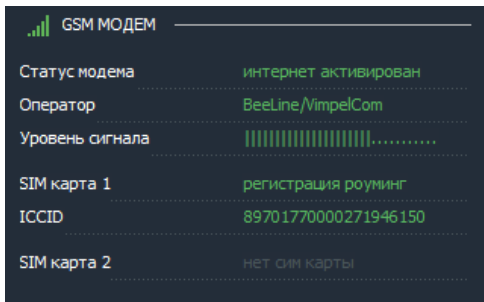 GSM МОДЕМ
Статус модема интернет активирован
Оператор BeeLine/VimpelCom
Уровень сигнала
SIM карта 1 регистрация роуминг
ICCID 89701770000271946150
SIM карта 2 нет сим карты